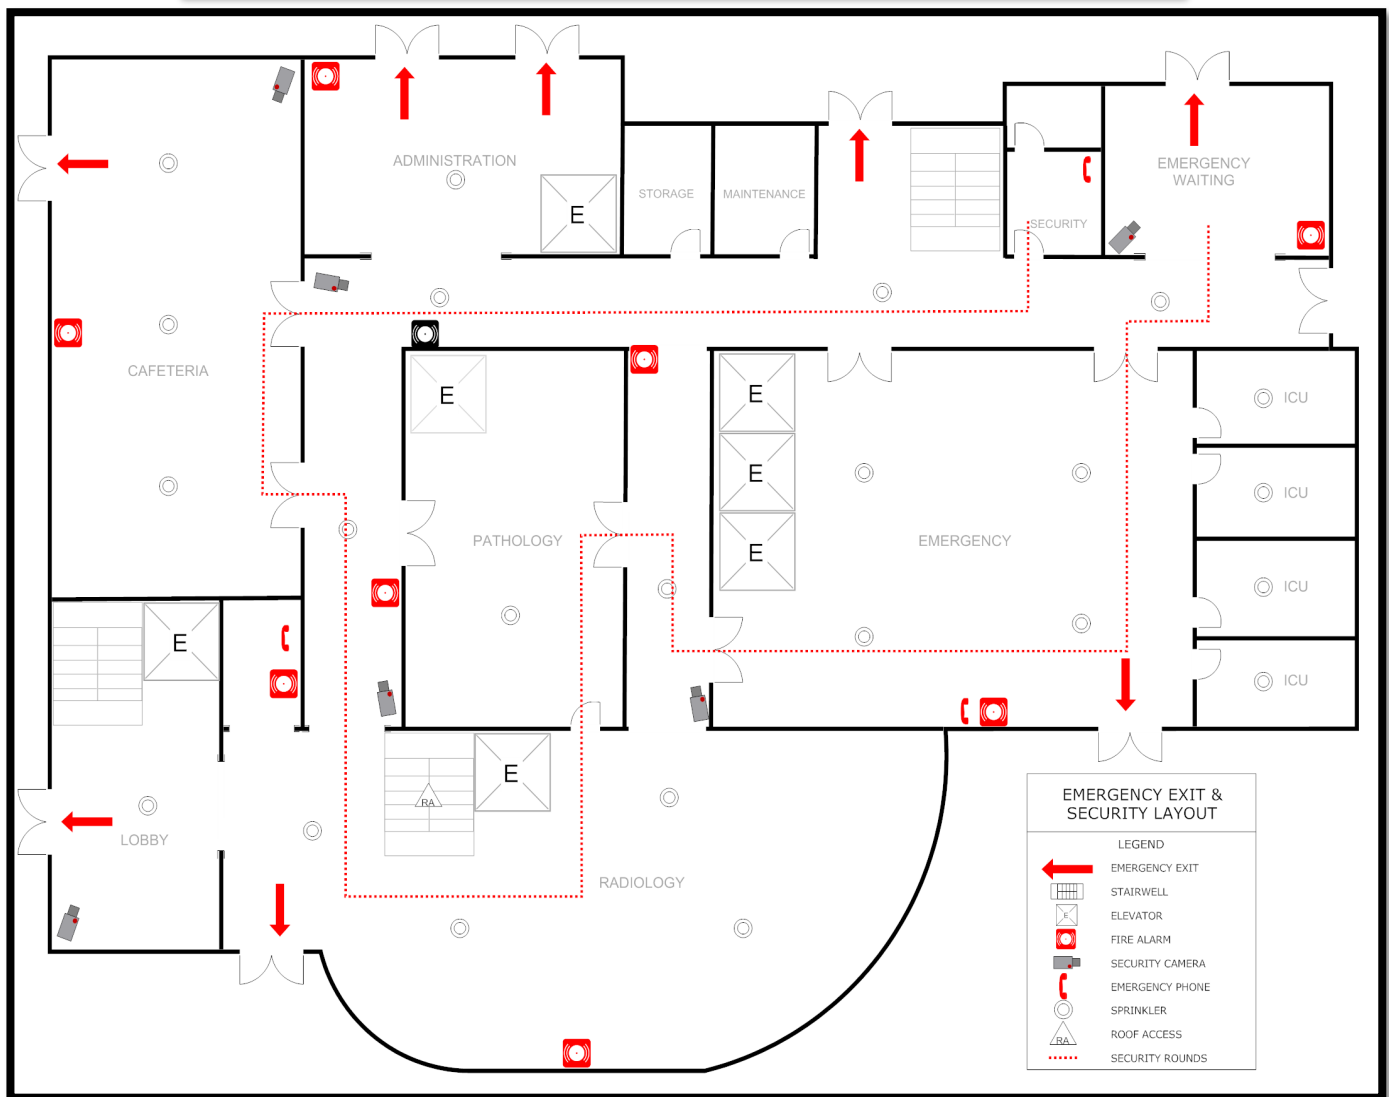 ADMINISTRATION
E
STORAGE
MAINTENANCE
SECURITY
EMERGENCY
WAITING
CAFETERIA
E
E
E
E
PATHOLOGY
EMERGENCY
ICU
ICU
ICU
ICU
E
LOBBY
E
RA
RADIOLOGY
EMERGENCY EXIT &
SECURITY LAYOUT
LEGEND
EMERGENCY EXIT
STAIRWELL
E
ELEVATOR
FIRE ALARM
SECURITY CAMERA
EMERGENCY PHONE
SPRINKLER
RA
ROOF ACCESS
SECURITY ROUNDS